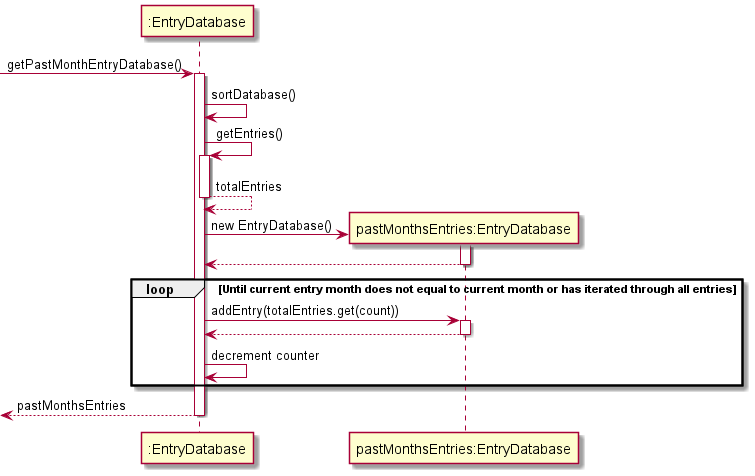 :EntryDatabase
getPastMonthEntryDatabase()
sortDatabase()
getEntries()
totalEntries
new EntryDatabase()
pastMonthsEntries:EntryDatabase
loop
[Until current entry month does not equal to current month or has iterated through all entries]
addEntry(totalEntries.get(count))
decrement counter
pastMonthsEntries
:EntryDatabase
pastMonthsEntries:EntryDatabase